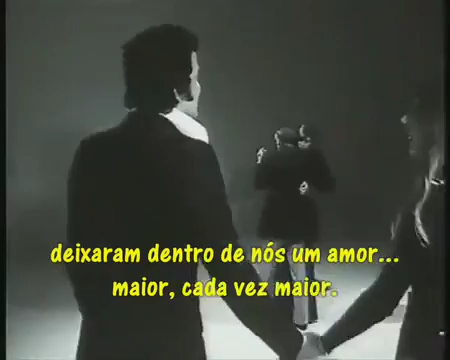 deixaram dentro de nós um amor...
maior, cada vez maior.